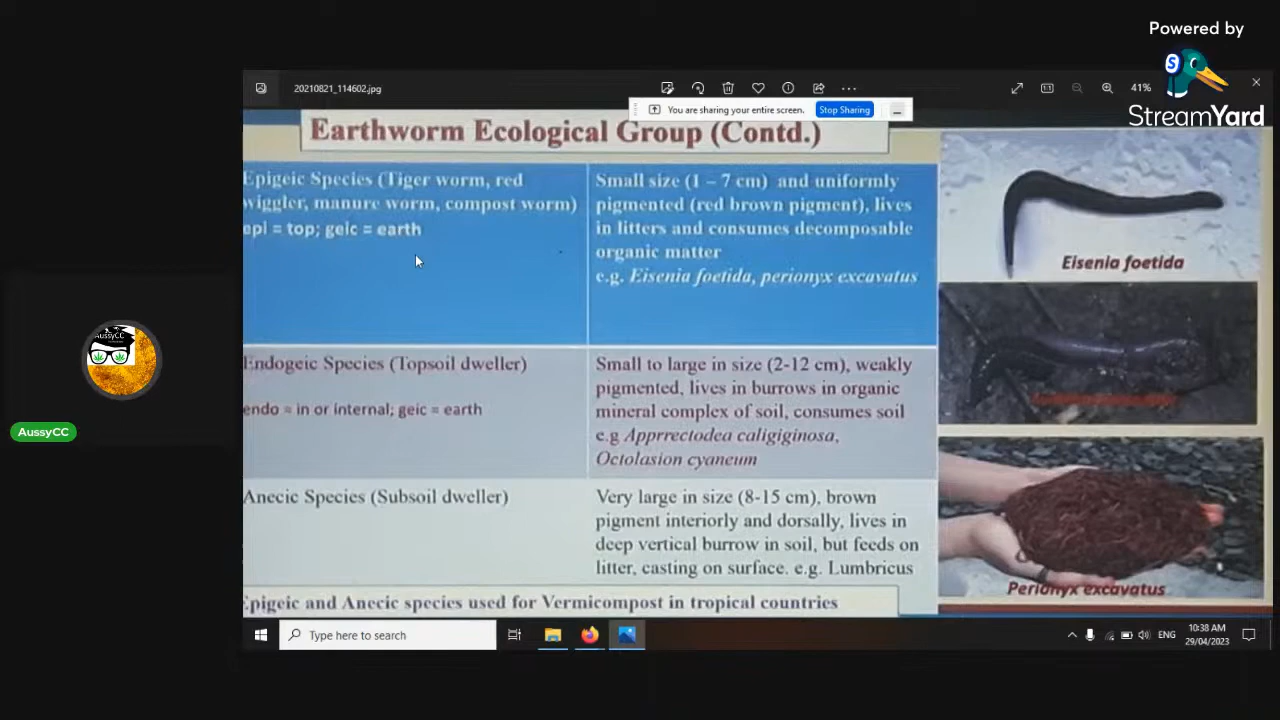 Powered by
S
StreamYard
20210821_114602.jpg
41%
You are sharing your entire screen.
Stop Sharing
Earthworm Ecological Group (Contd.)
Epigeic Species (Tiger worm, red
wiggler, manure worm, compost worm)
epi = top; geic = earth
Small size (1 – 7 cm) and uniformly
pigmented (red brown pigment), lives
in litters and consumes decomposable
organic matter
e.g. Eisenia foetida, perionyx excavatus
Endogeic Species (Topsoil dweller)
endo = in or internal; geic = earth
Small to large in size (2-12 cm), weakly
pigmented, lives in burrows in organic
mineral complex of soil, consumes soil
e.g Apprrectodea caligiginosa,
Octolasion cyaneum
Anecic Species (Subsoil dweller)
Very large in size (8-15 cm), brown
pigment interiorly and dorsally, lives in
deep vertical burrow in soil, but feeds on
litter, casting on surface. e.g. Lumbricus
Epigeic and Anecic species used for Vermicompost in tropical countries
Eisenia foetida
Perionyx excavatus
AussyCC
AussyCC
Type here to search
ENG
10:38 AM
29/04/2023